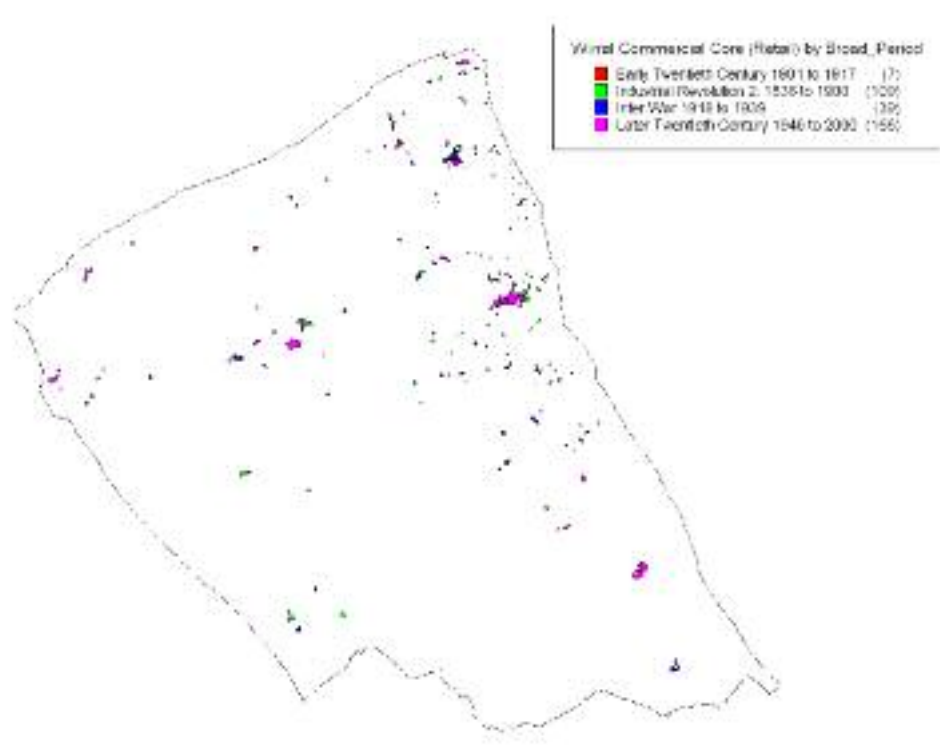 Wirral Commercial Core (Retail) by Broad_Period
Early Twentieth Century 1901 to 1917 (7)
Industrial Revolution 2: 1836 to 1900 (109)
Inter War 1918 to 1939 (39)
Later Twentieth Century 1946 to 2000